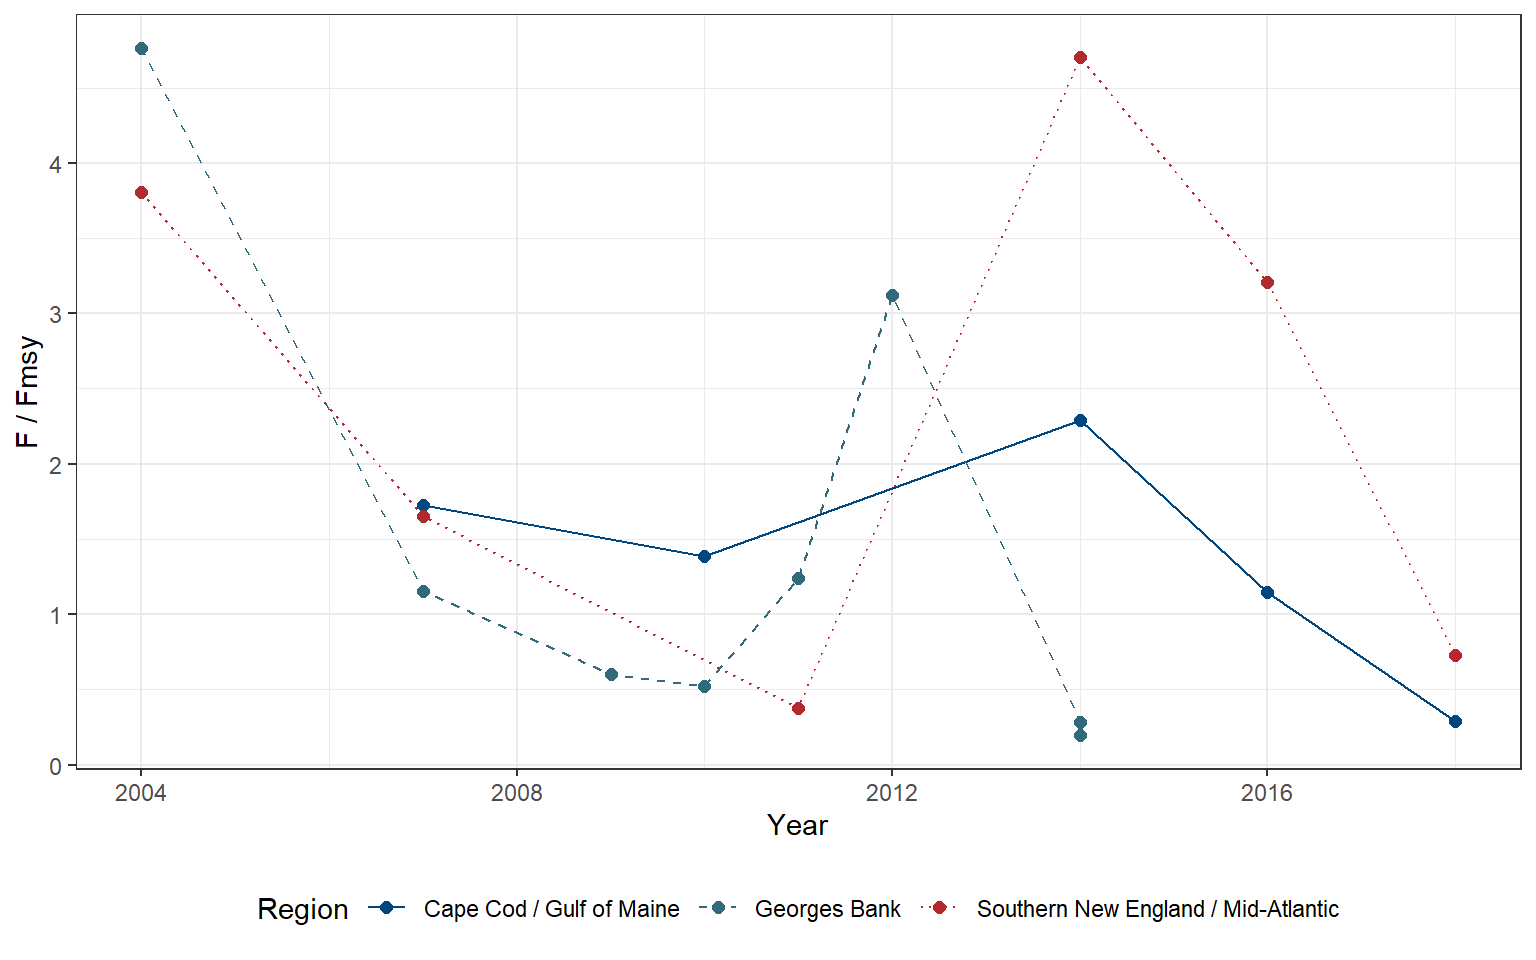 F / Fmsy
4
3
2
1
0
2004 2008 2012 2016
Year
Region Cape Cod / Gulf of Maine Georges Bank Southern New England / Mid-Atlantic